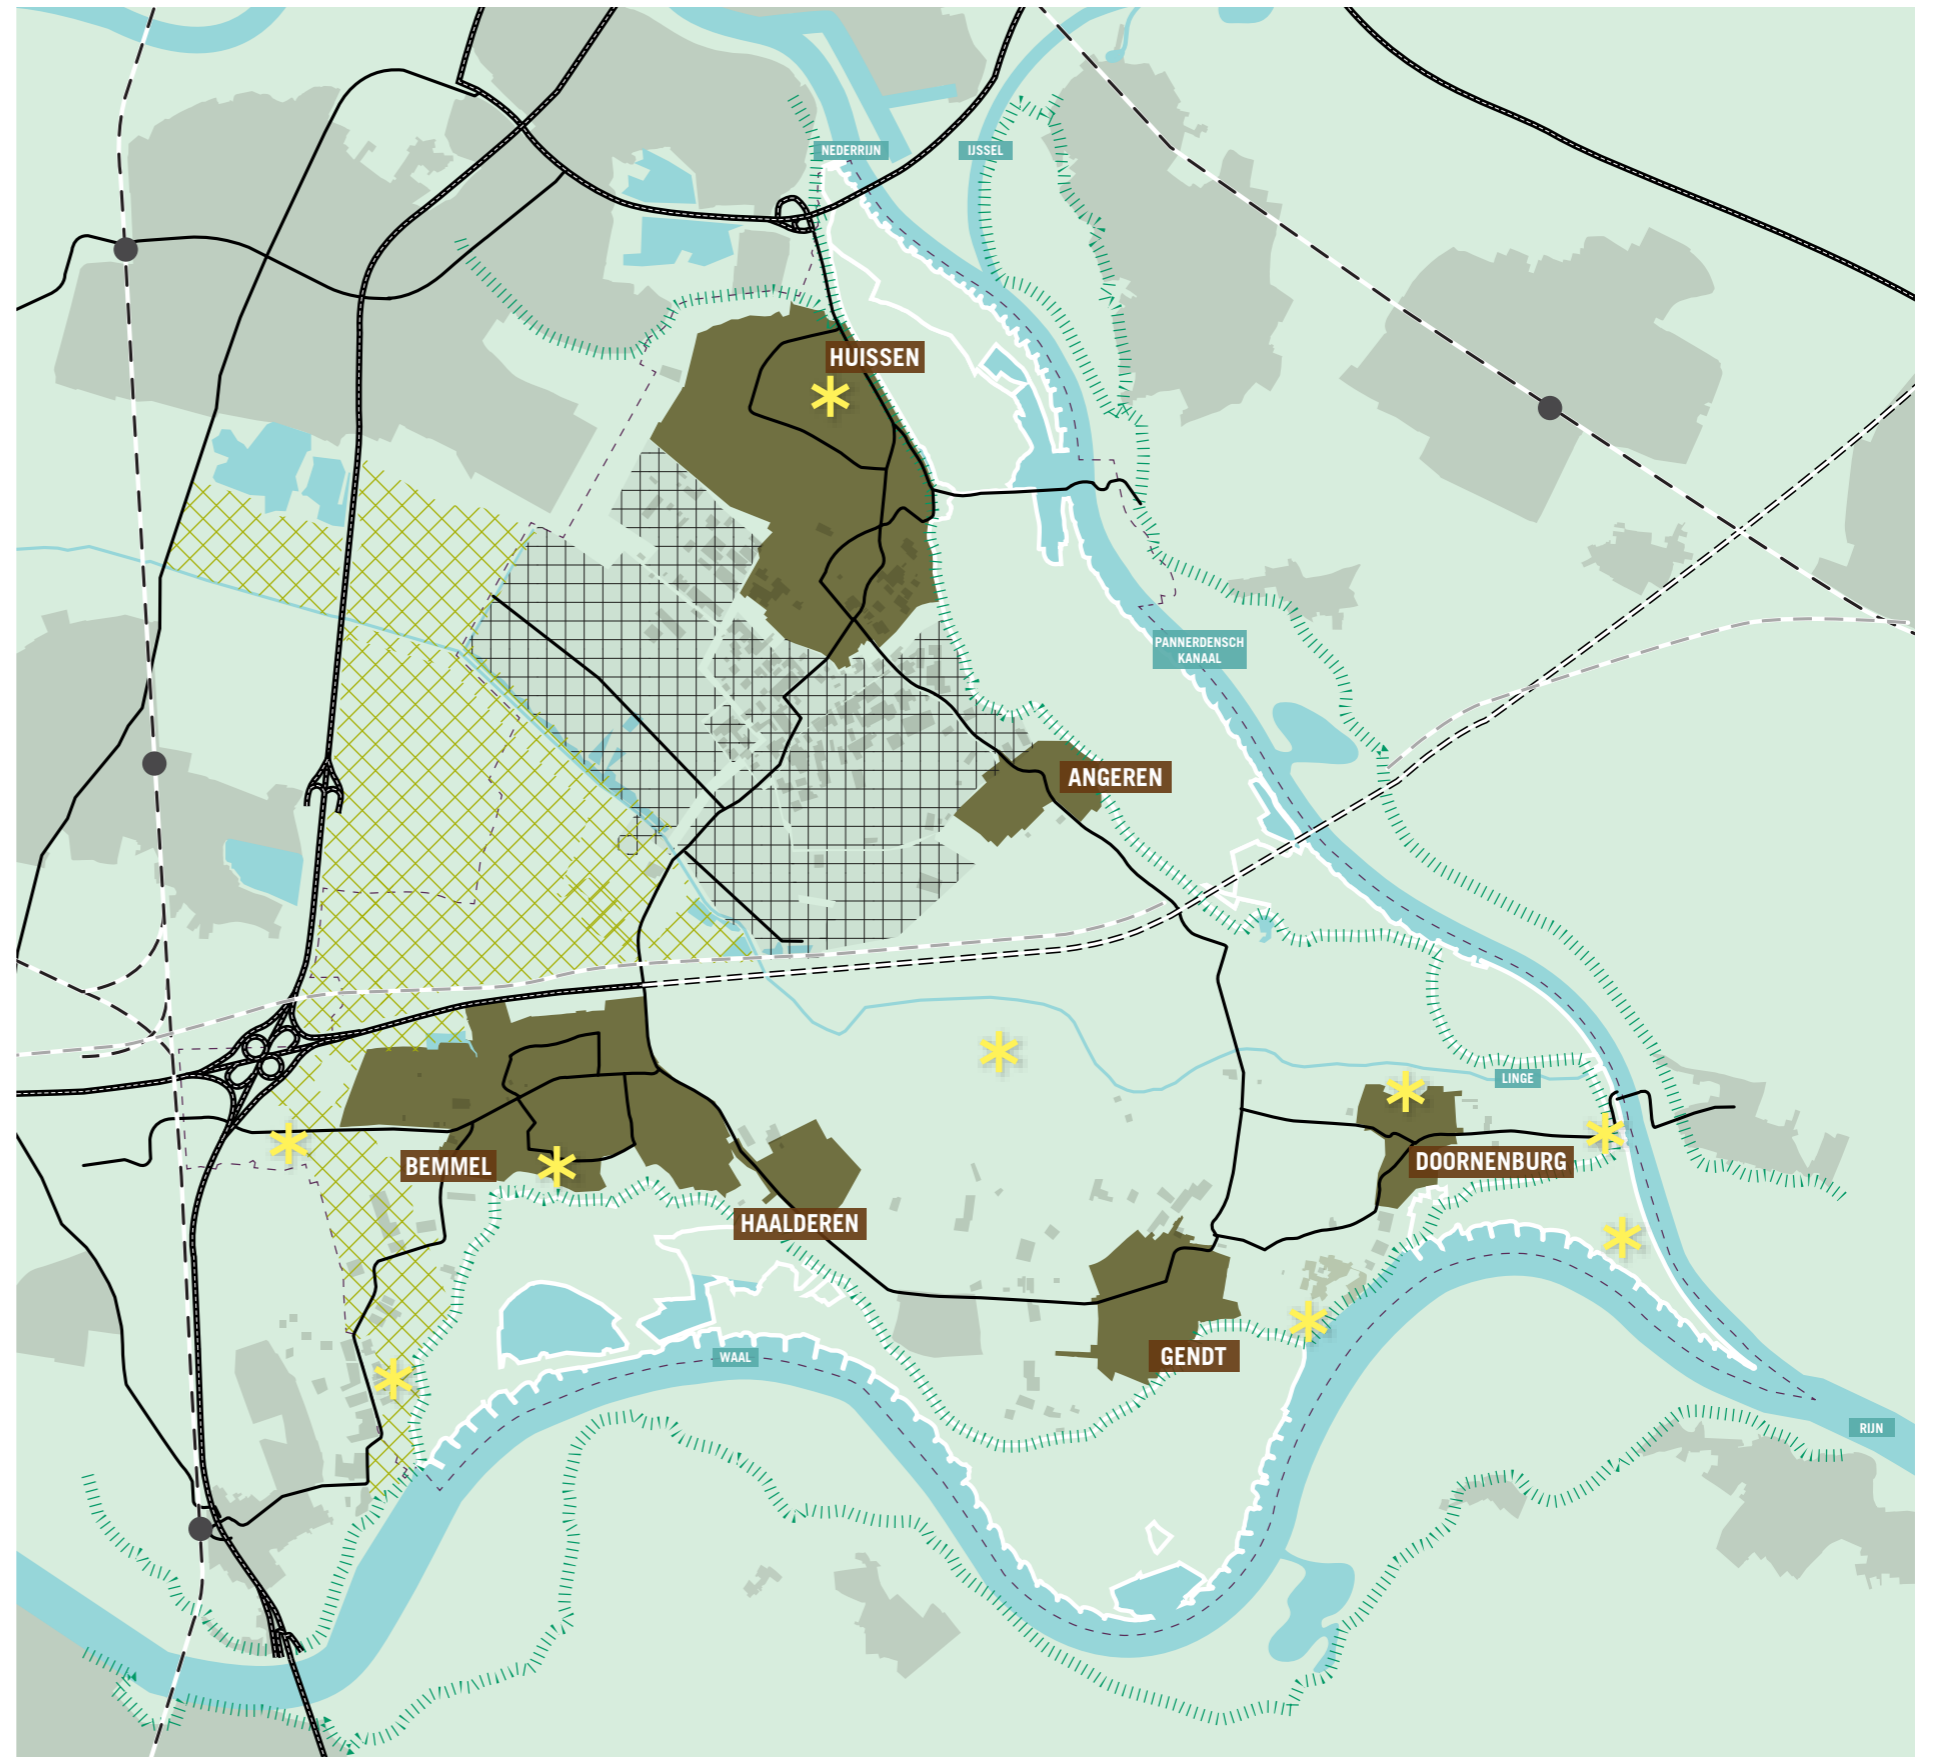 NEDERRIJN
IJSSEL
HUISSEN
PANNERDENSCH
KANAAL
ANGEREN
LINGE
DOORNENBURG
BEMMEL
HAALDEREN
GENDT
WAAL
RIJN